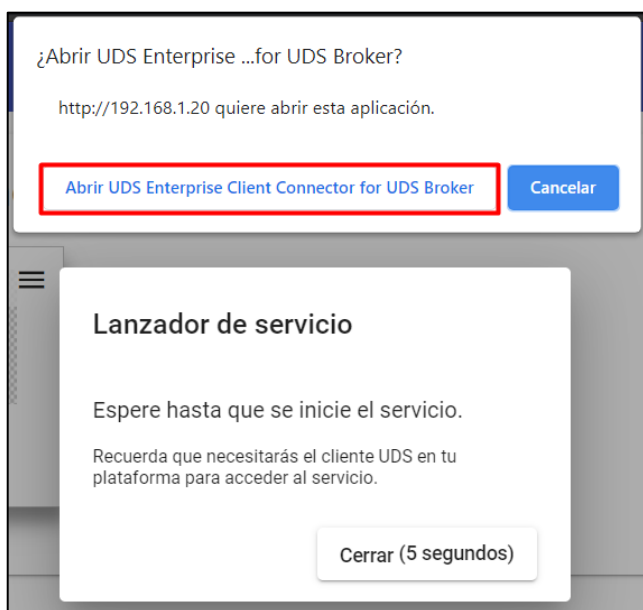 ¿Abrir UDS Enterprise ...for UDS Broker?
http://192.168.1.20 quiere abrir esta aplicación.
Abrir UDS Enterprise Client Connector for UDS Broker
Cancelar
Lanzador de servicio
Espere hasta que se inicie el servicio.
Recuerda que necesitarás el cliente UDS en tu
plataforma para acceder al servicio.
Cerrar (5 segundos)